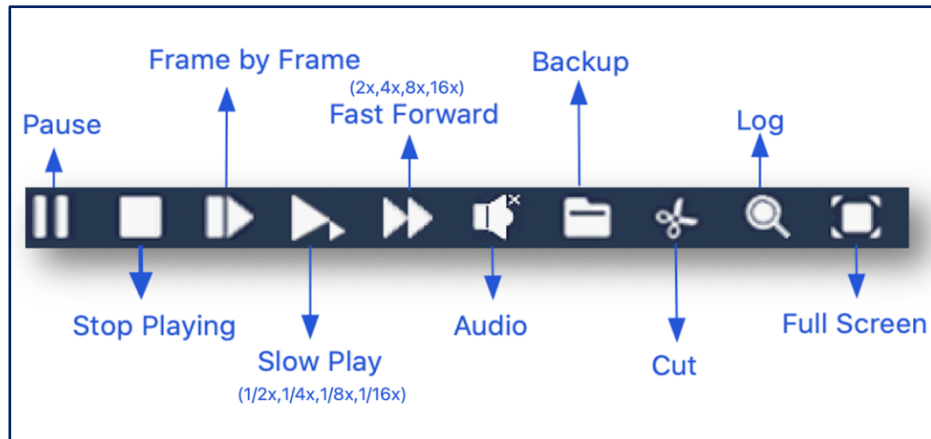 Frame by Frame
Backup
(2x,4x,8x,16x)
Fast Forward
Pause
Log
Stop Playing
Audio
Full Screen
Slow Play
Cut
(1/2x,1/4x,1/8x,1/16x)